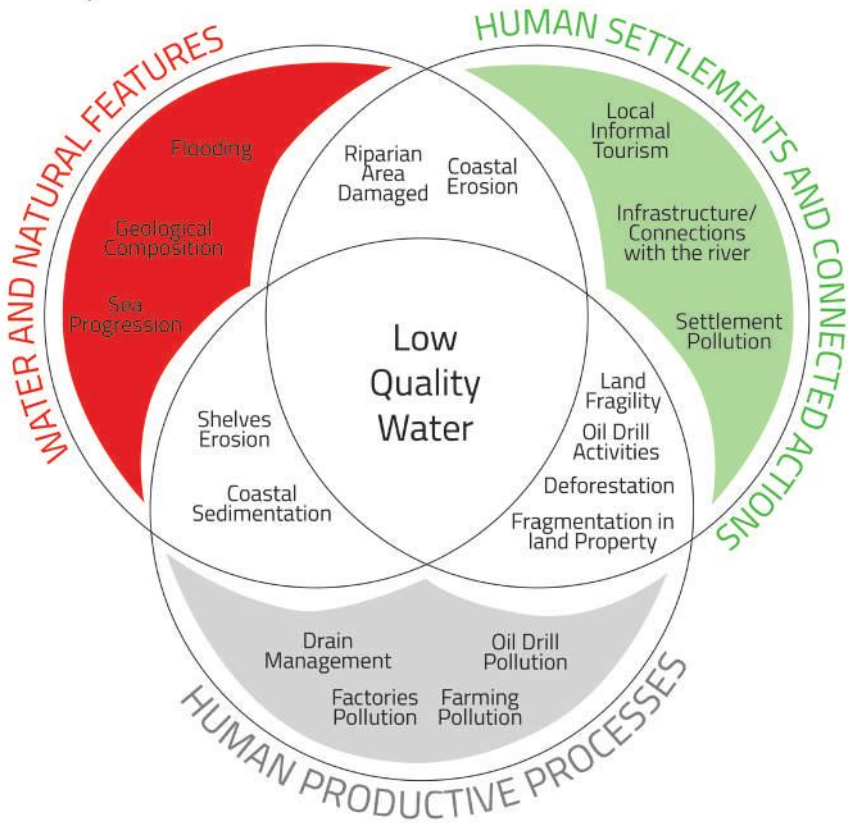 WATER AND NATURAL FEATURES
HUMAN SETTLEMENTS AND CONNECTED ACTIONS
Flooding
Geological
Composition
Sea
Progression
Riparian
Area
Damaged
Coastal
Erosion
Local
Informal
Tourism
Infrastructure/
Connections
with the river
Settlement
Pollution
Low
Quality
Water
Shelves
Erosion
Coastal
Sedimentation
Land
Fragility
Oil Drill
Activities
Deforestation
Fragmentation in
land Property
Drain
Management
Oil Drill
Pollution
Factories
Pollution
Farming
Pollution
HUMAN PRODUCTIVE PROCESSES